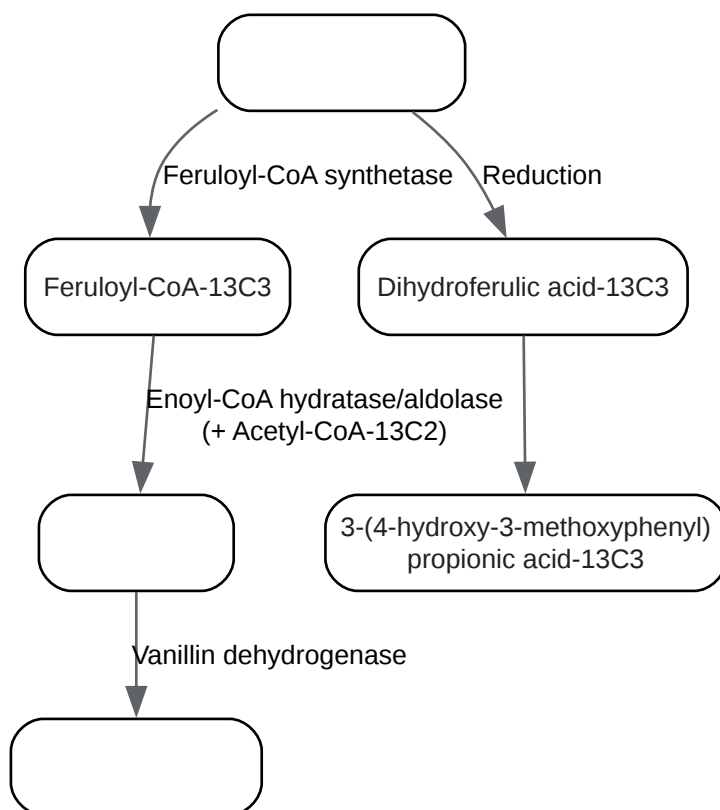 Feruloyl-CoA synthetase
Reduction
Feruloyl-CoA-13C3
Dihydroferulic acid-13C3
Enoyl-CoA hydratase/aldolase
(+ Acetyl-CoA-13C2)
3-(4-hydroxy-3-methoxyphenyl)
propionic acid-13C3
Vanillin dehydrogenase